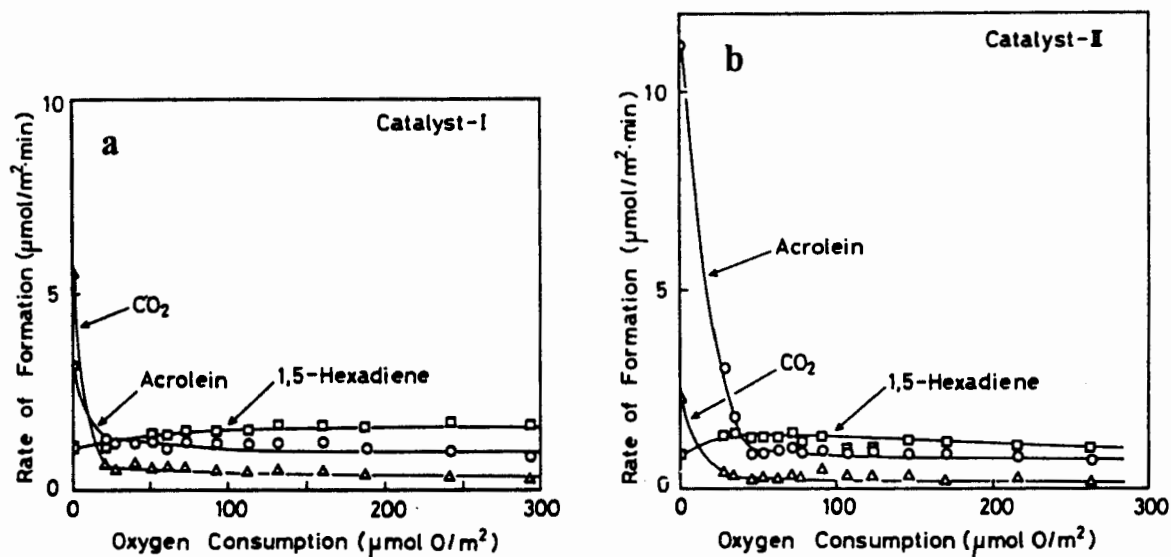 a
Catalyst-I
10
5
0
CO₂
Acrolein
1,5-Hexadiene
0
100
200
300
Oxygen Consumption (μmol O/m²)
Rate of Formation (μmol/m²·min)
b
Catalyst-II
10
5
0
Acrolein
CO₂
1,5-Hexadiene
0
100
200
300
Oxygen Consumption (μmol O/m²)
Rate of Formation (μmol/m²·min)